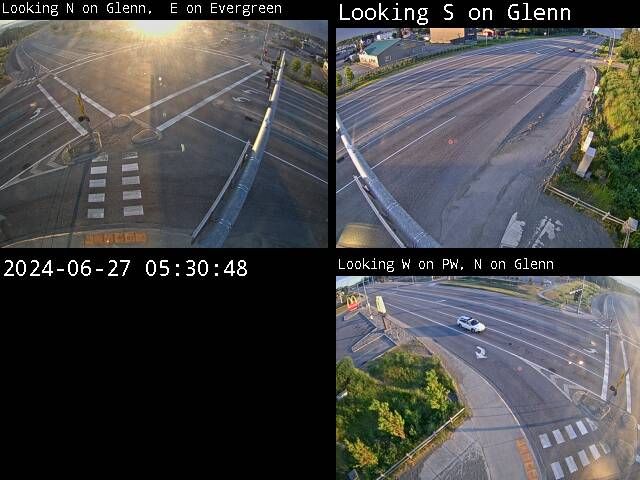 Looking N on Glenn,  E on Evergreen
Looking S on Glenn
2024-06-27 05:30:48
Looking W on PW, N on Glenn